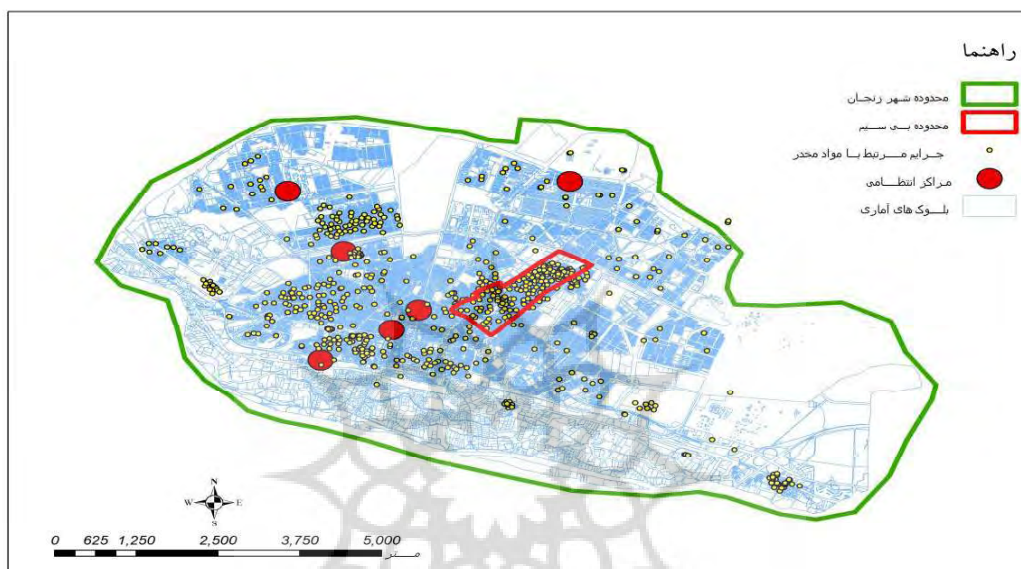 راهنما
محدوده شهر زنجان
محدوده بی سیم
جرایم مرتبط با مواد مخدر
مراکز انتظامی
بلوک های آماری
N
W E
S
0 625 1,250 2,500 3,750 5,000 متر